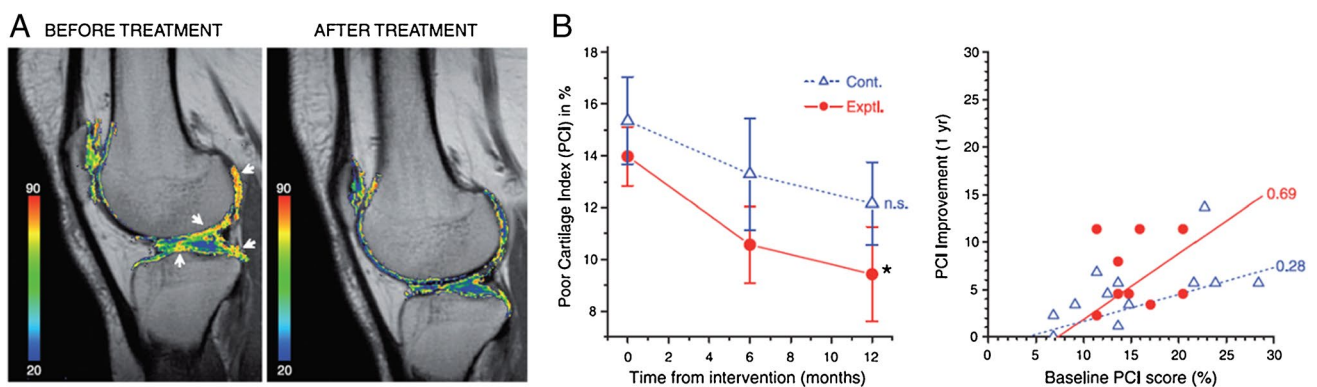 A
BEFORE TREATMENT
AFTER TREATMENT
90
20
90
20
B
Poor Cartilage Index (PCI) in %
18
16
14
12
10
8
Cont.
Exptl.
n.s.
*
0 2 4 6 8 10 12
Time from intervention (months)
PCI Improvement (1 yr)
30
25
20
15
10
5
0
0.69
0.28
0 5 10 15 20 25 30
Baseline PCI score (%)